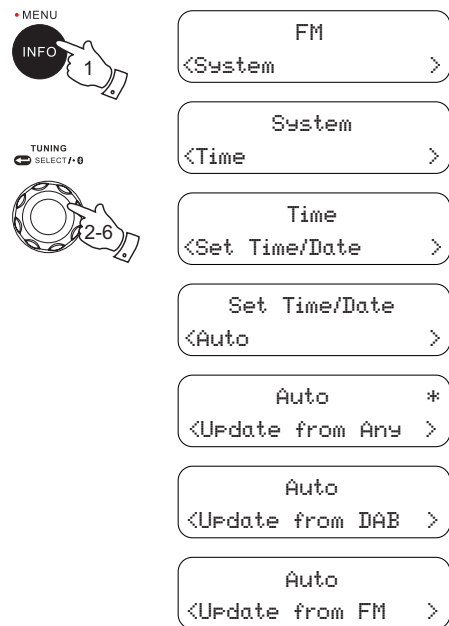 • MENU
INFO
1
TUNING
SELECT/•
2-6
FM
<System >
System
<Time >
Time
<Set Time/Date >
Set Time/Date
<Auto >
Auto *
<Update from Any >
Auto
<Update from DAB >
Auto
<Update from FM >